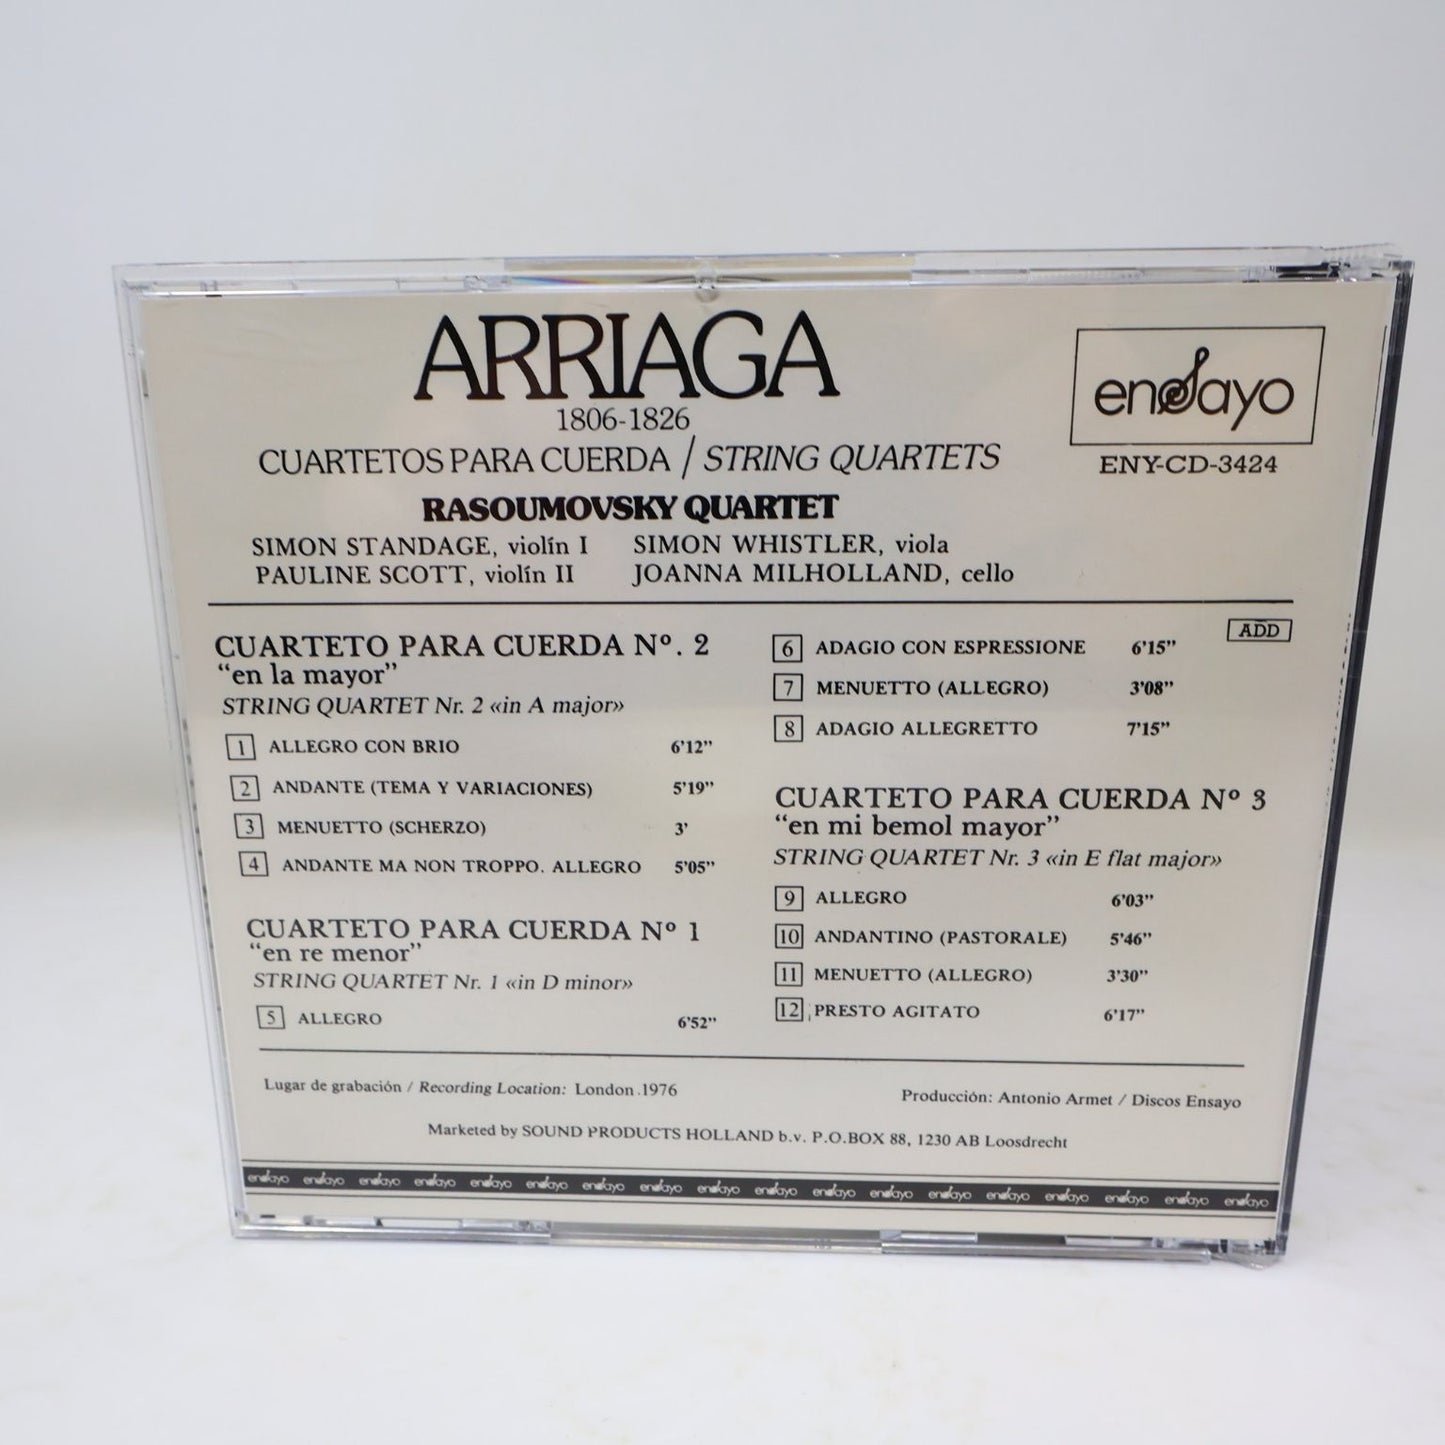 ARRIAGA
1806-1826
CUARTETOS PARA CUERDA / STRING QUARTETS
ensayo
ENY-CD-3424
RASOUMOVSKY QUARTET
SIMON STANDAGE, violín I SIMON WHISTLER, viola
PAULINE SCOTT, violín II JOANNA MILHOLLAND, cello
ADD
CUARTETO PARA CUERDA Nº. 2
“en la mayor”
STRING QUARTET Nr. 2 «in A major»
1 ALLEGRO CON BRIO 6’12”
2 ANDANTE (TEMA Y VARIACIONES) 5’19”
3 MENUETTO (SCHERZO) 3’
4 ANDANTE MA NON TROPPO. ALLEGRO 5’05”
CUARTETO PARA CUERDA Nº 1
“en re menor”
STRING QUARTET Nr. 1 «in D minor»
5 ALLEGRO 6’52”
6 ADAGIO CON ESPRESSIONE 6’15”
7 MENUETTO (ALLEGRO) 3’08”
8 ADAGIO ALLEGRETTO 7’15”
CUARTETO PARA CUERDA Nº 3
“en mi bemol mayor”
STRING QUARTET Nr. 3 «in E flat major»
9 ALLEGRO 6’03”
10 ANDANTINO (PASTORALE) 5’46”
11 MENUETTO (ALLEGRO) 3’30”
12 PRESTO AGITATO 6’17”
Lugar de grabación / Recording Location: London .1976
Producción: Antonio Armet / Discos Ensayo
Marketed by SOUND PRODUCTS HOLLAND b.v. P.O.BOX 88, 1230 AB Loosdrecht
ensayo ensayo ensayo ensayo ensayo ensayo ensayo ensayo ensayo ensayo ensayo ensayo ensayo ensayo ensayo ensayo ensayo ensayo